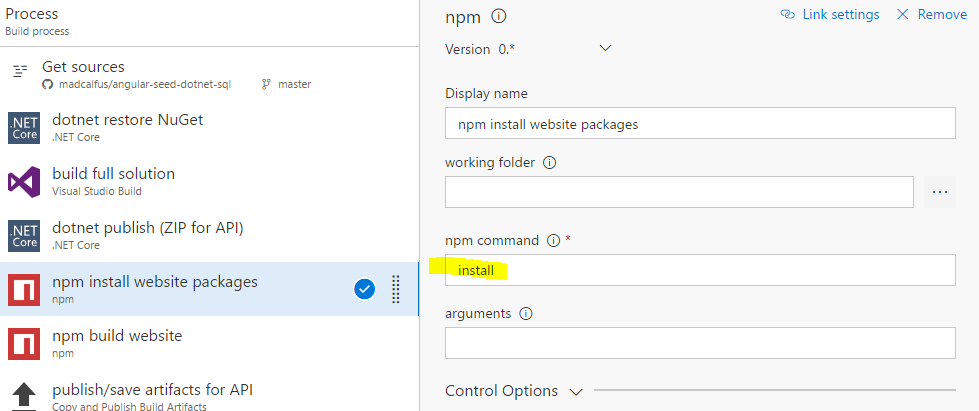 Process
Build process
Get sources
madcalfus/angular-seed-dotnet-sql master
.NET Core
dotnet restore NuGet
.NET Core
build full solution
Visual Studio Build
.NET Core
dotnet publish (ZIP for API)
.NET Core
npm install website packages
npm
npm build website
npm
publish/save artifacts for API
Copy and Publish Build Artifacts
npm
Link settings
Remove
Version 0.*
Display name
npm install website packages
working folder
...
npm command *
install
arguments
Control Options